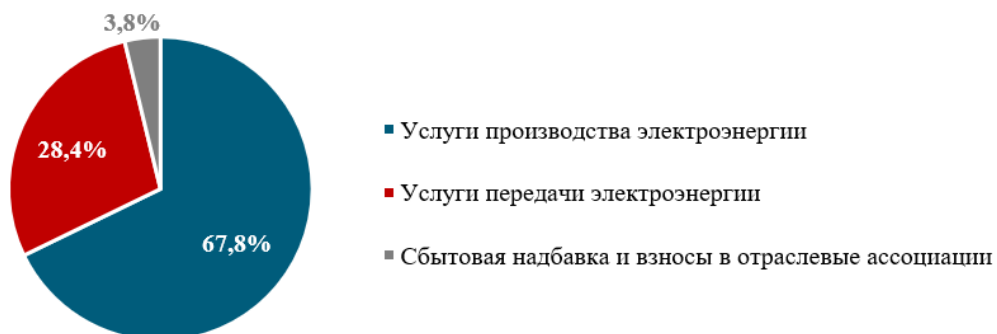 3,8%
28,4%
67,8%
Услуги производства электроэнергии
Услуги передачи электроэнергии
Сбытовая надбавка и взносы в отраслевые ассоциации